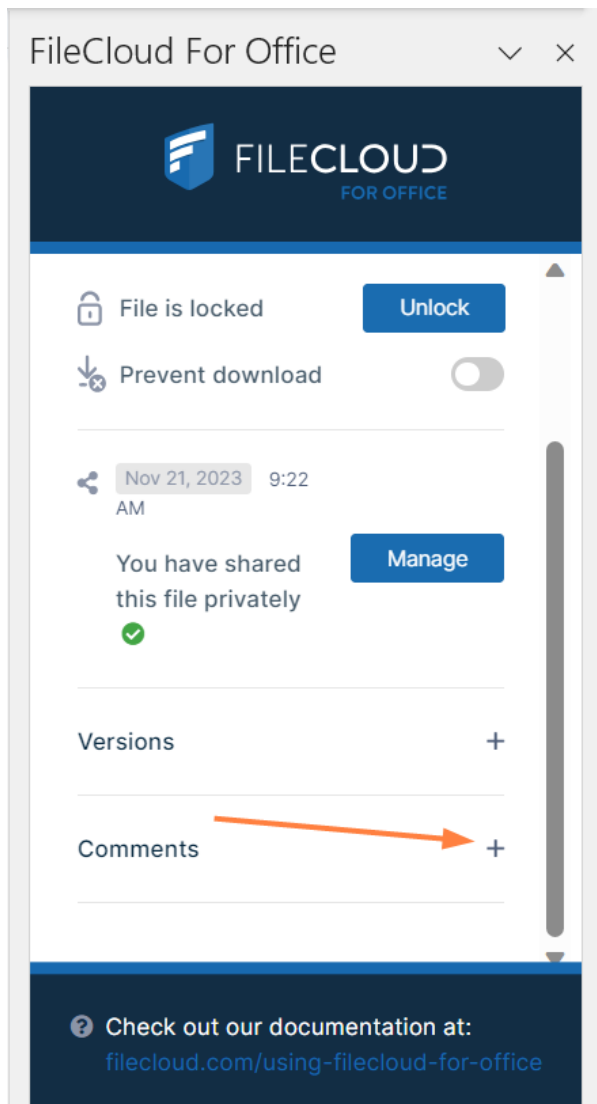 FileCloud For Office
FILECLOUD
FOR OFFICE
File is locked
Unlock
Prevent download
Nov 21, 2023 9:22
AM
You have shared
this file privately
Manage
Versions
Comments
Check out our documentation at:
filecloud.com/using-filecloud-for-office